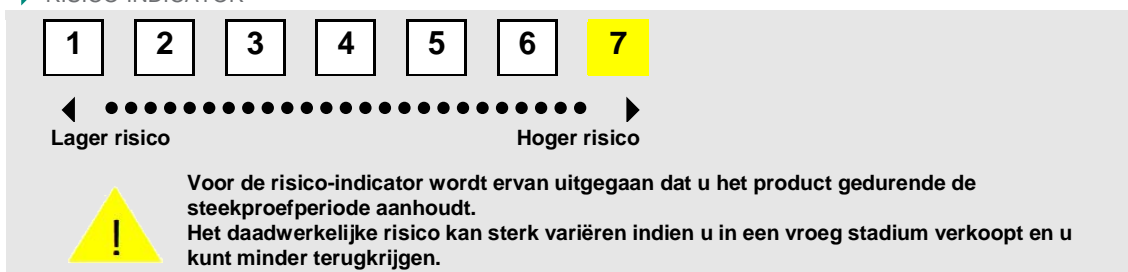 RISICO-INDICATOR
1 2 3 4 5 6 7
Lager risico Hoger risico
Voor de risico-indicator wordt ervan uitgegaan dat u het product gedurende de
steekproefperiode aanhoudt.
Het daadwerkelijke risico kan sterk variëren indien u in een vroeg stadium verkoopt en u
kunt minder terugkrijgen.